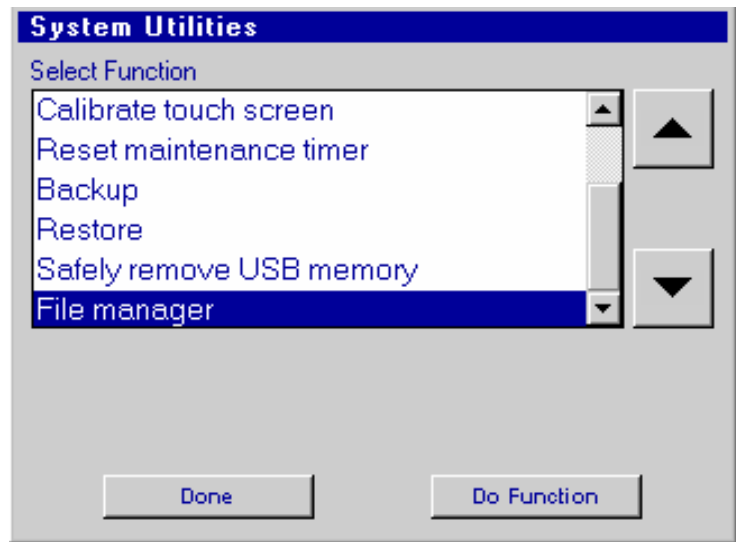 System Utilities
Select Function
Calibrate touch screen
Reset maintenance timer
Backup
Restore
Safely remove USB memory
File manager
Done
Do Function